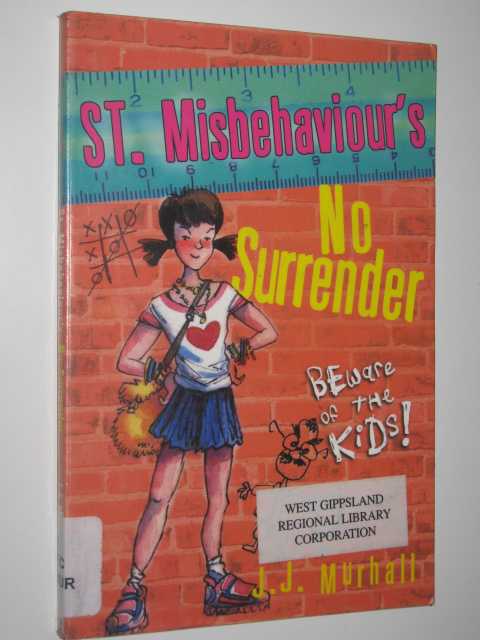 ST. Misbehaviour's
No
Surrender
BEware
of THE
KiDS!
WEST GIPPSLAND
REGIONAL LIBRARY
CORPORATION
J.J. Murhall